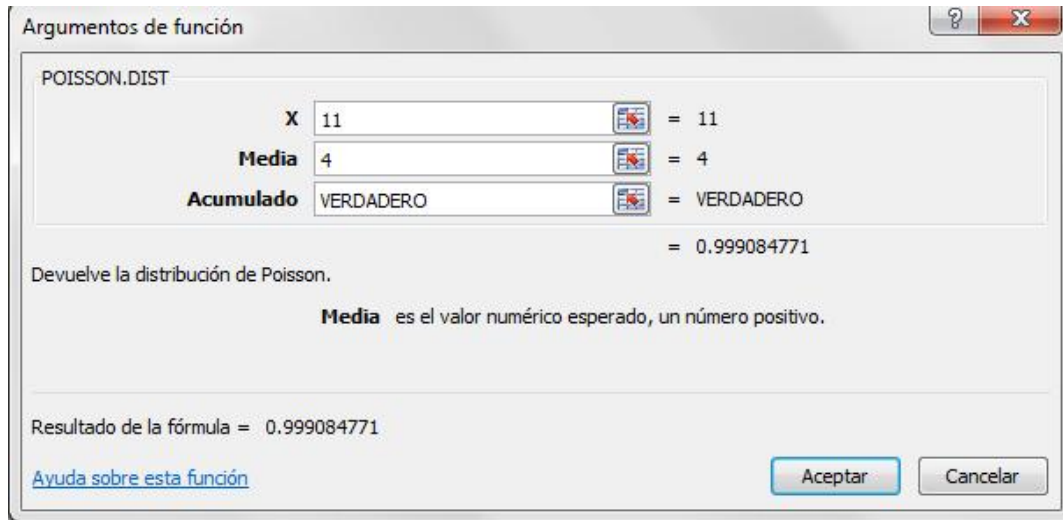 Argumentos de función
POISSON.DIST
X 11 = 11
Media 4 = 4
Acumulado VERDADERO = VERDADERO
= 0.999084771
Devuelve la distribución de Poisson.
Media es el valor numérico esperado, un número positivo.
Resultado de la fórmula = 0.999084771
Ayuda sobre esta función Aceptar Cancelar